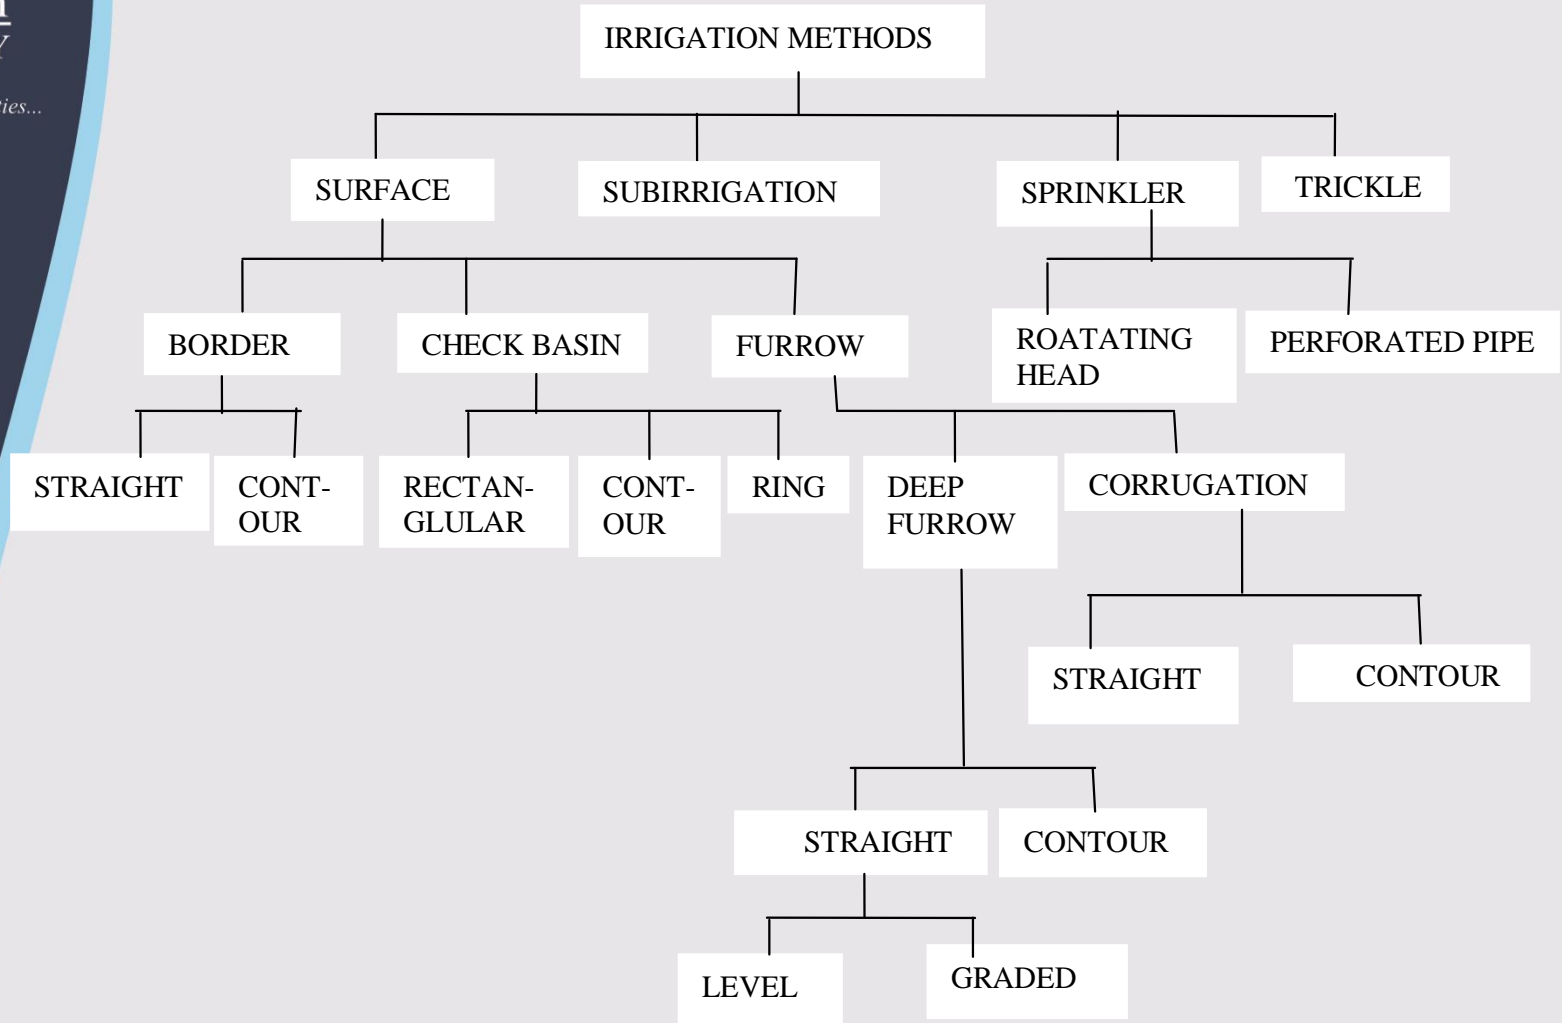 ties...
IRRIGATION METHODS
SURFACE
SUBIRRIGATION
SPRINKLER
TRICKLE
BORDER
CHECK BASIN
FURROW
ROATATING
HEAD
PERFORATED PIPE
STRAIGHT
CONT-
OUR
RECTAN-
GLULAR
CONT-
OUR
RING
DEEP
FURROW
CORRUGATION
STRAIGHT
CONTOUR
STRAIGHT
CONTOUR
LEVEL
GRADED